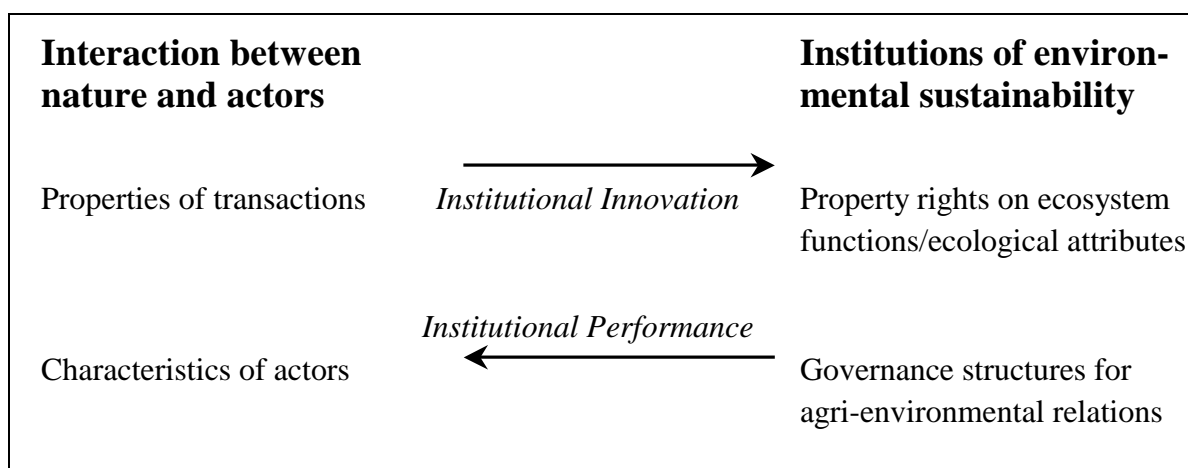 Interaction between
nature and actors
Institutions of environ-
mental sustainability
Properties of transactions
Institutional Innovation
Property rights on ecosystem
functions/ecological attributes
Institutional Performance
Characteristics of actors
Governance structures for
agri-environmental relations